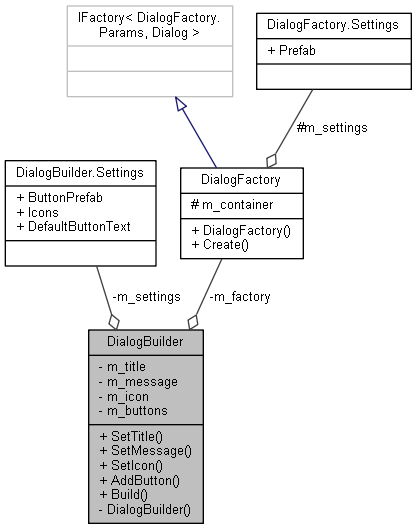 IFactory< DialogFactory.
Params, Dialog >
DialogFactory.Settings
+ Prefab
#m_settings
DialogBuilder.Settings
+ ButtonPrefab
+ Icons
+ DefaultButtonText
DialogFactory
# m_container
+ DialogFactory()
+ Create()
-m_settings
-m_factory
DialogBuilder
- m_title
- m_message
- m_icon
- m_buttons
+ SetTitle()
+ SetMessage()
+ SetIcon()
+ AddButton()
+ Build()
- DialogBuilder()